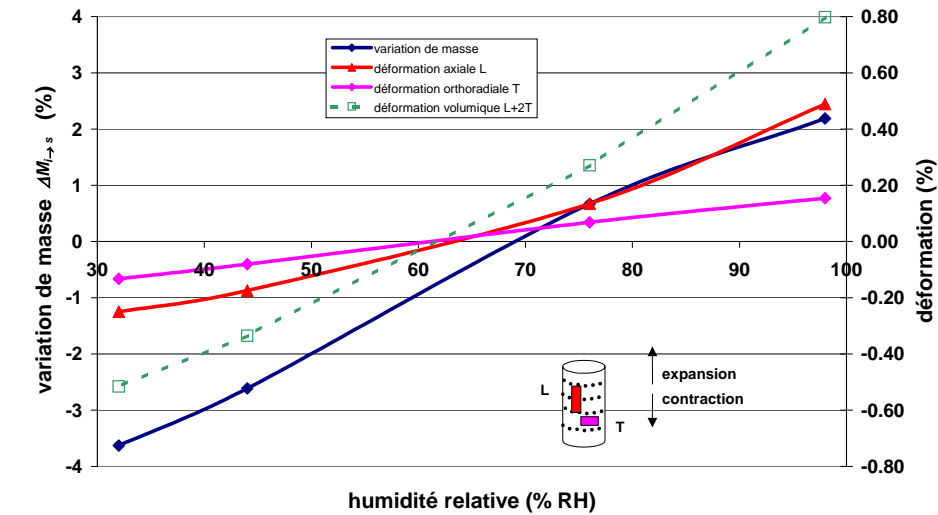 4
3
2
1
0
-1
-2
-3
-4
variation de masse ΔM i→s (%)
0.80
0.60
0.40
0.20
0.00
-0.20
-0.40
-0.60
-0.80
déformation (%)
30 40 50 60 70 80 90 100
humidité relative (% RH)
variation de masse
déformation axiale L
déformation orthoradiale T
déformation volumique L+2T
L
T
expansion
contraction